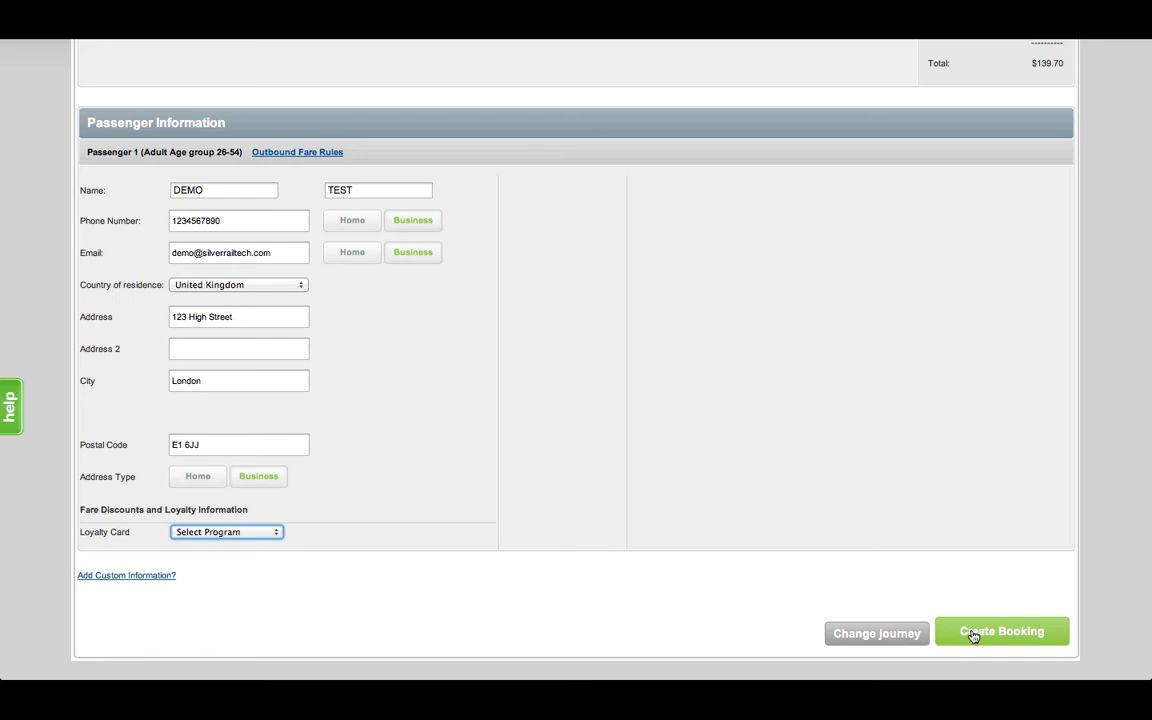 ----------
Total: $139.70
Passenger Information
Passenger 1 (Adult Age group 26-54) Outbound Fare Rules
Name: DEMO TEST
Phone Number: 1234567890 Home Business
Email: demo@silverrailtech.com Home Business
Country of residence: United Kingdom
Address 123 High Street
Address 2
help
City London
Postal Code E1 6JJ
Address Type Home Business
Fare Discounts and Loyalty Information
Loyalty Card Select Program
Add Custom Information?
Change journey Create Booking